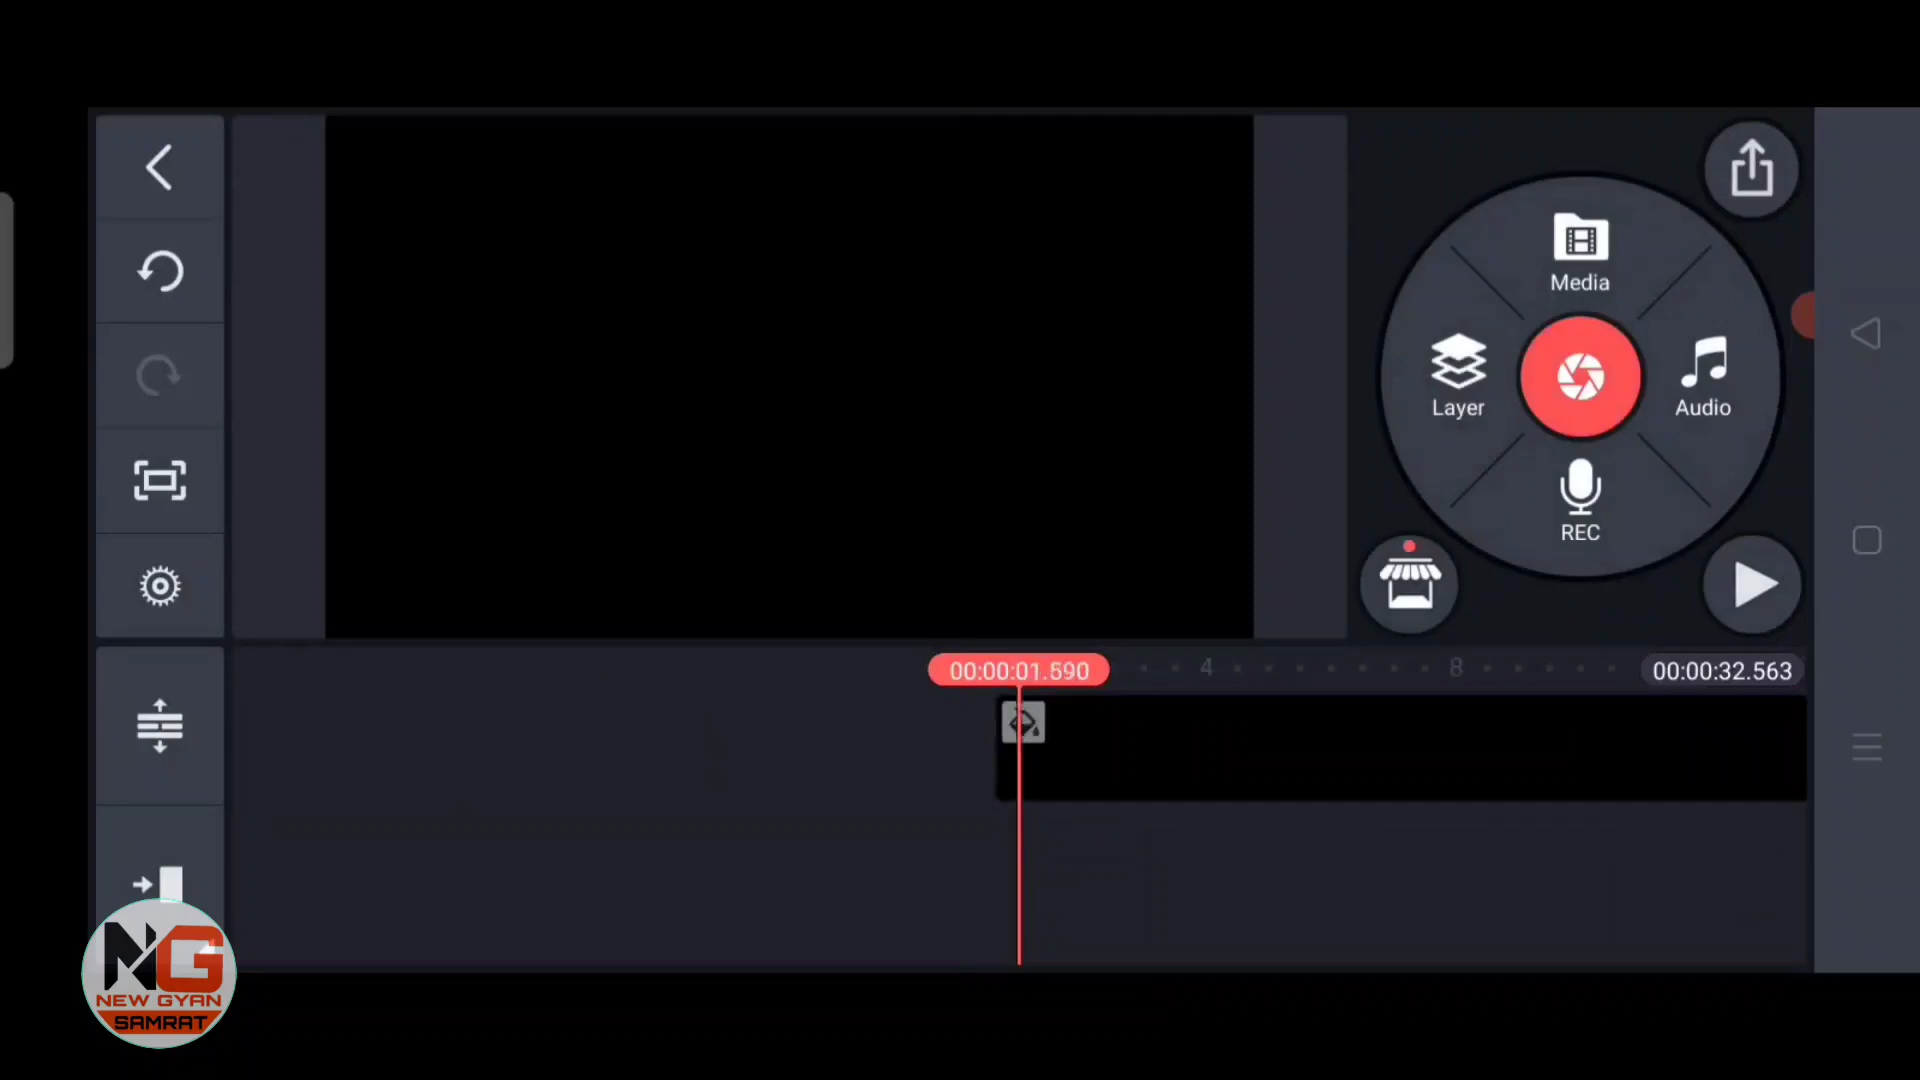 Media
Layer
Audio
REC
00:00:01.590
4
8
00:00:32.563
NG
NEW GYAN
SAMRAT